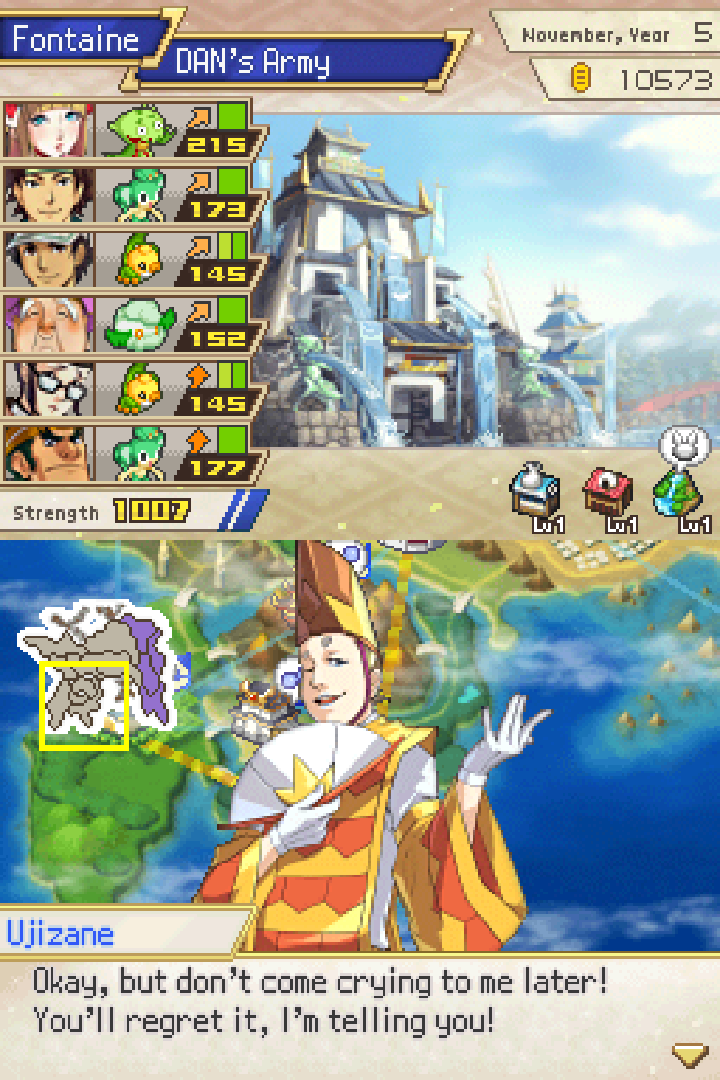 Fontaine
DAN's Army
November, Year 5
10573
215
173
145
152
145
177
Strength 1007
Lv1 Lv1 Lv1
Ujizane
Okay, but don't come crying to me later!
You'll regret it, I'm telling you!